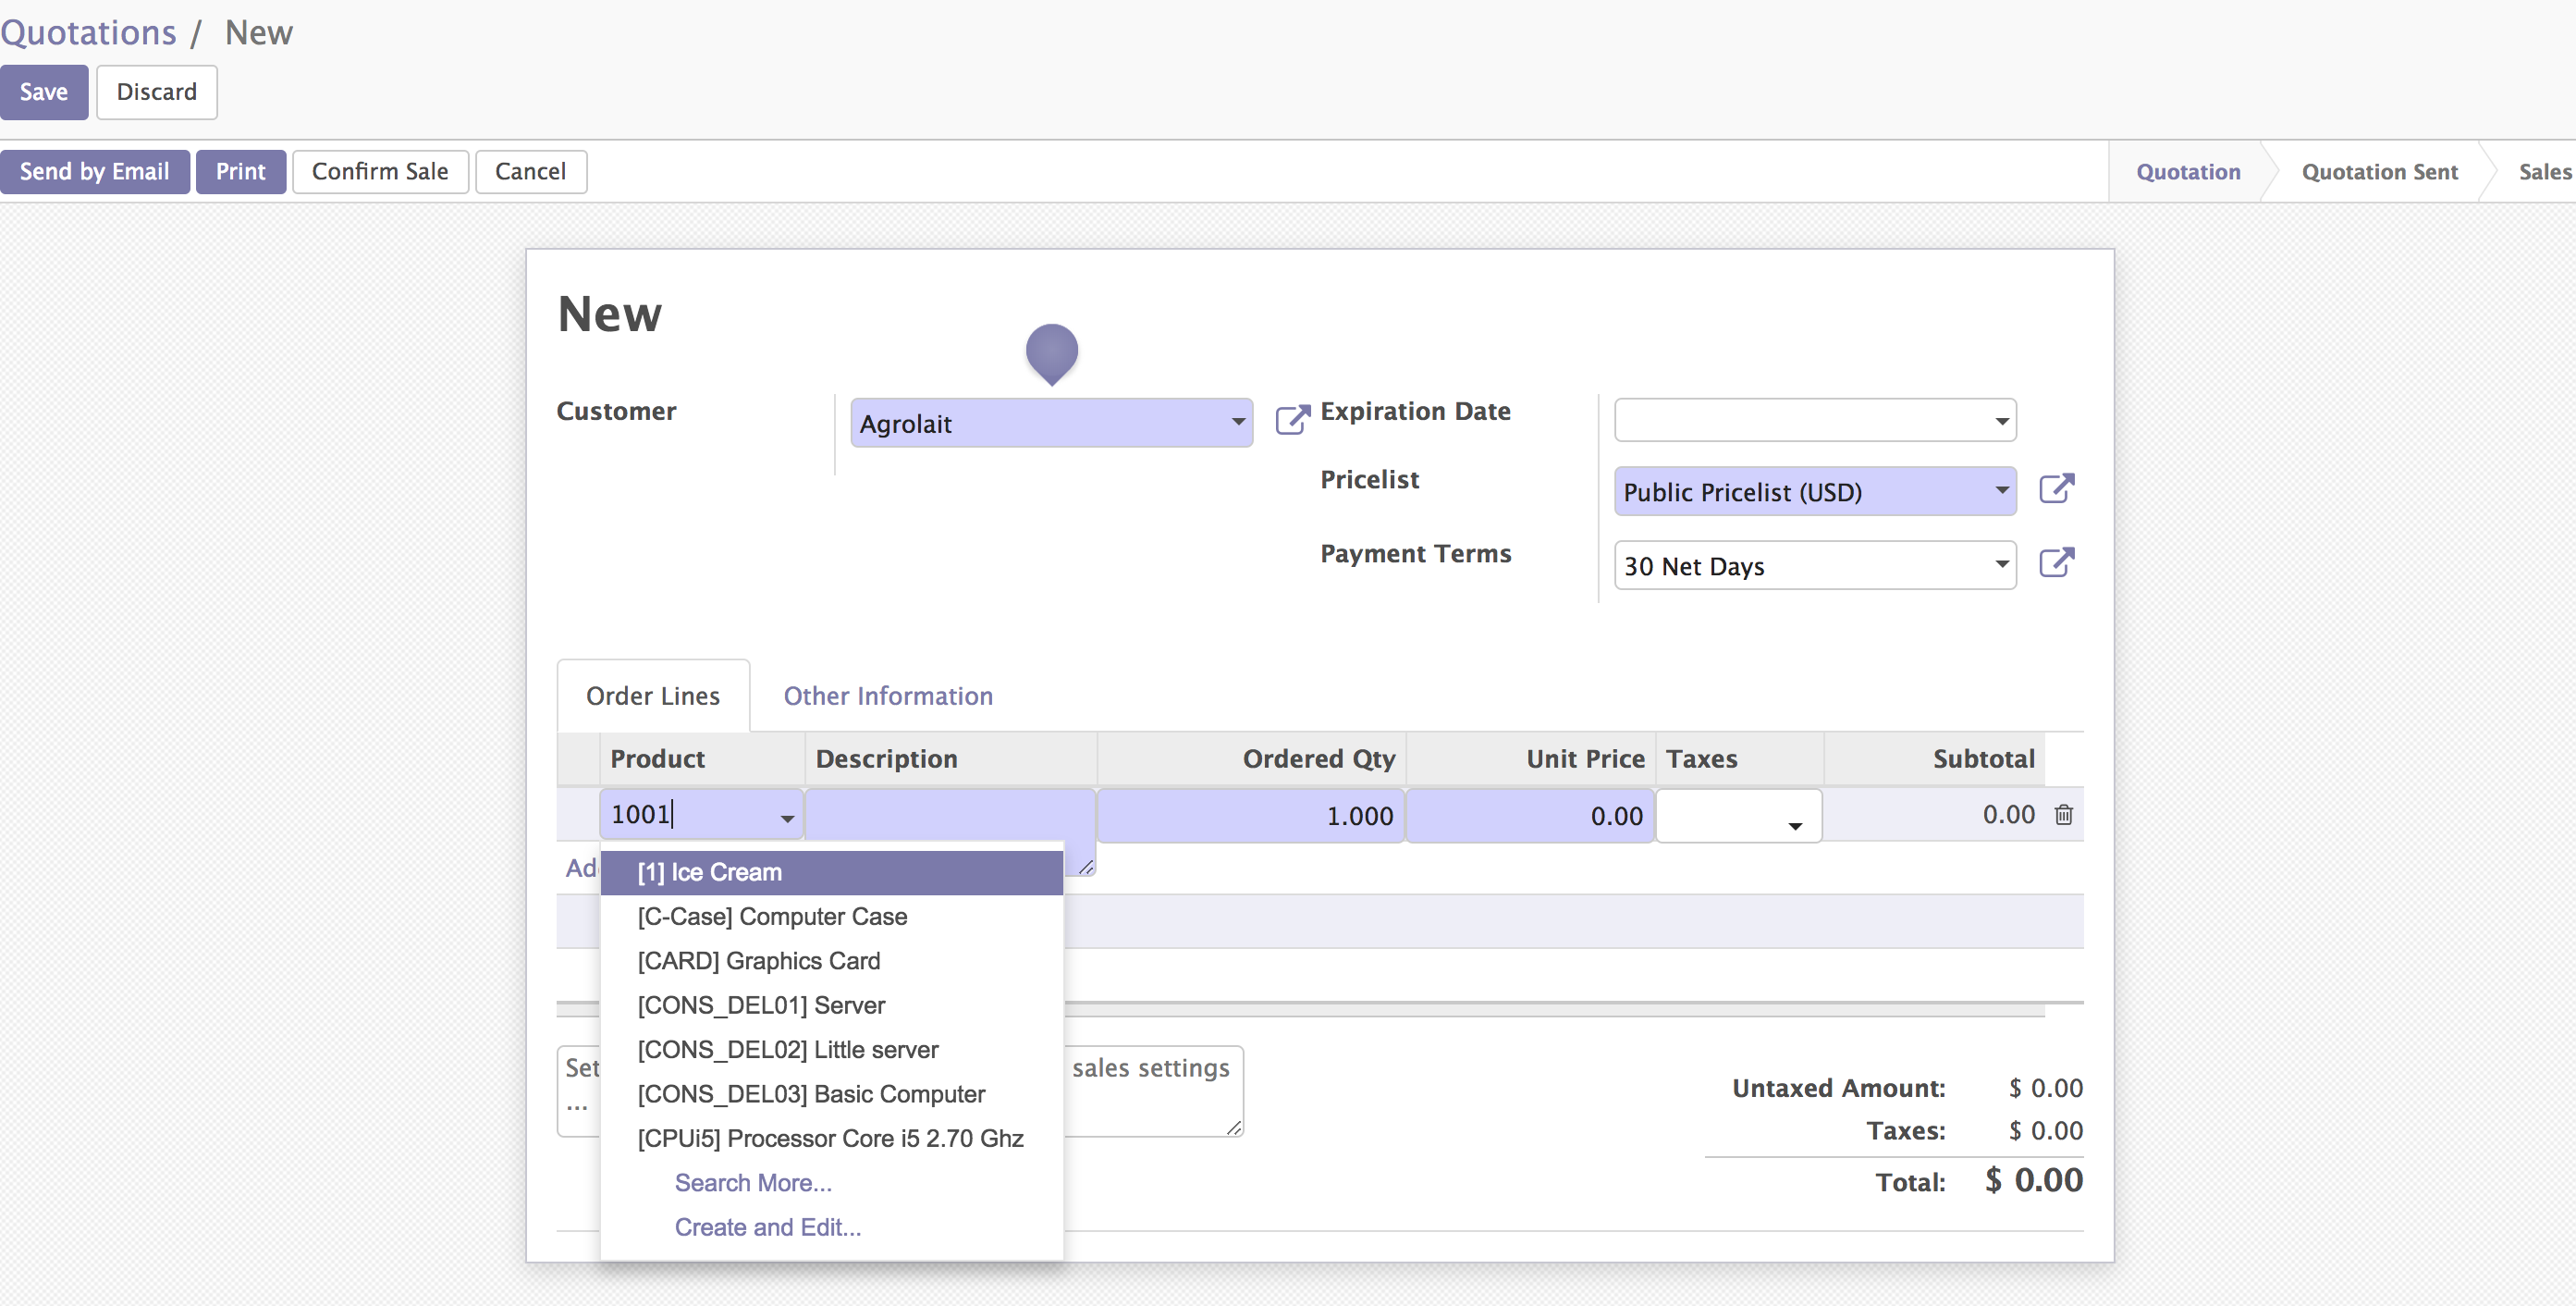 Quotations / New
Save Discard
Send by Email Print Confirm Sale Cancel Quotation Quotation Sent Sales
New
Customer Agrolait Expiration Date
Pricelist Public Pricelist (USD)
Payment Terms 30 Net Days
Order Lines Other Information
Product Description Ordered Qty Unit Price Taxes Subtotal
1001 1.000 0.00 0.00
[1] Ice Cream
[C-Case] Computer Case
[CARD] Graphics Card
[CONS_DEL01] Server
[CONS_DEL02] Little server
[CONS_DEL03] Basic Computer
[CPUi5] Processor Core i5 2.70 Ghz
Search More...
Create and Edit...
Ad
Set sales settings
...
Untaxed Amount: $ 0.00
Taxes: $ 0.00
Total: $ 0.00